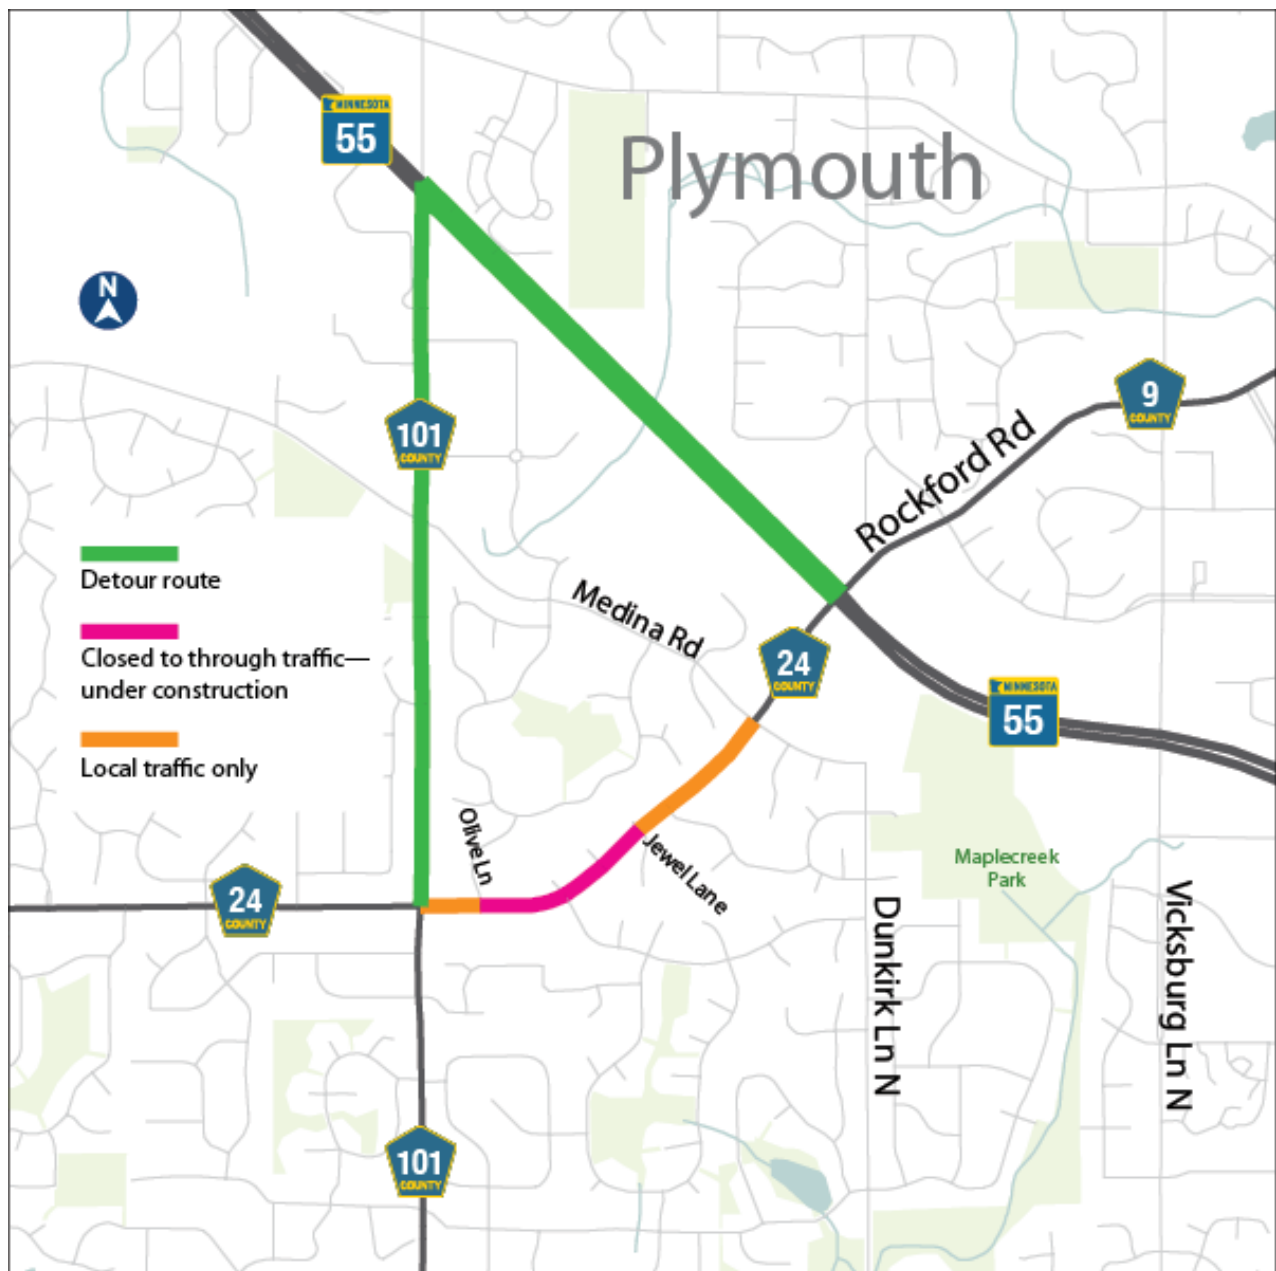 MINNESOTA
55
Plymouth
N
9
COUNTY
101
COUNTY
Rockford Rd
Detour route
Medina Rd
Closed to through traffic—
under construction
24
COUNTY
MINNESOTA
55
Local traffic only
Olive Ln
Jewel Lane
Maplecreek
Park
24
COUNTY
Dunkirk Ln N
Vicksburg Ln N
101
COUNTY